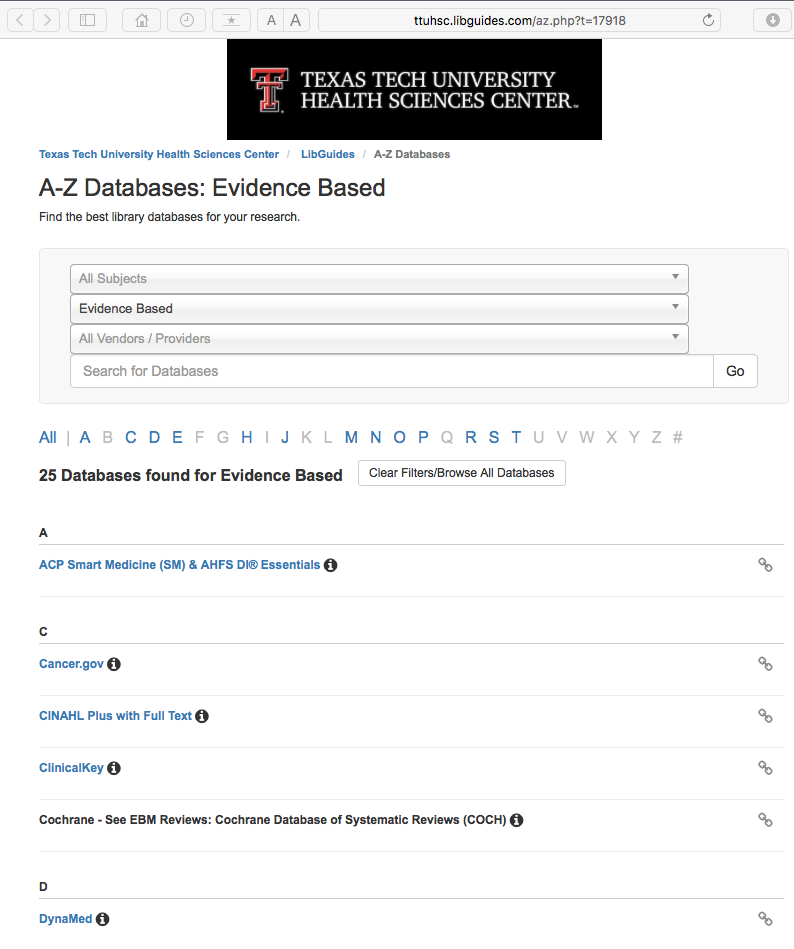 A A ttuhsc.libguides.com/az.php?t=17918
TEXAS TECH UNIVERSITY
HEALTH SCIENCES CENTER™
Texas Tech University Health Sciences Center / LibGuides / A-Z Databases
A-Z Databases: Evidence Based
Find the best library databases for your research.
All Subjects
Evidence Based
All Vendors / Providers
Search for Databases Go
All | A B C D E F G H I J K L M N O P Q R S T U V W X Y Z #
25 Databases found for Evidence Based Clear Filters/Browse All Databases
A
ACP Smart Medicine (SM) & AHFS DI® Essentials
C
Cancer.gov
CINAHL Plus with Full Text
ClinicalKey
Cochrane - See EBM Reviews: Cochrane Database of Systematic Reviews (COCH)
D
DynaMed